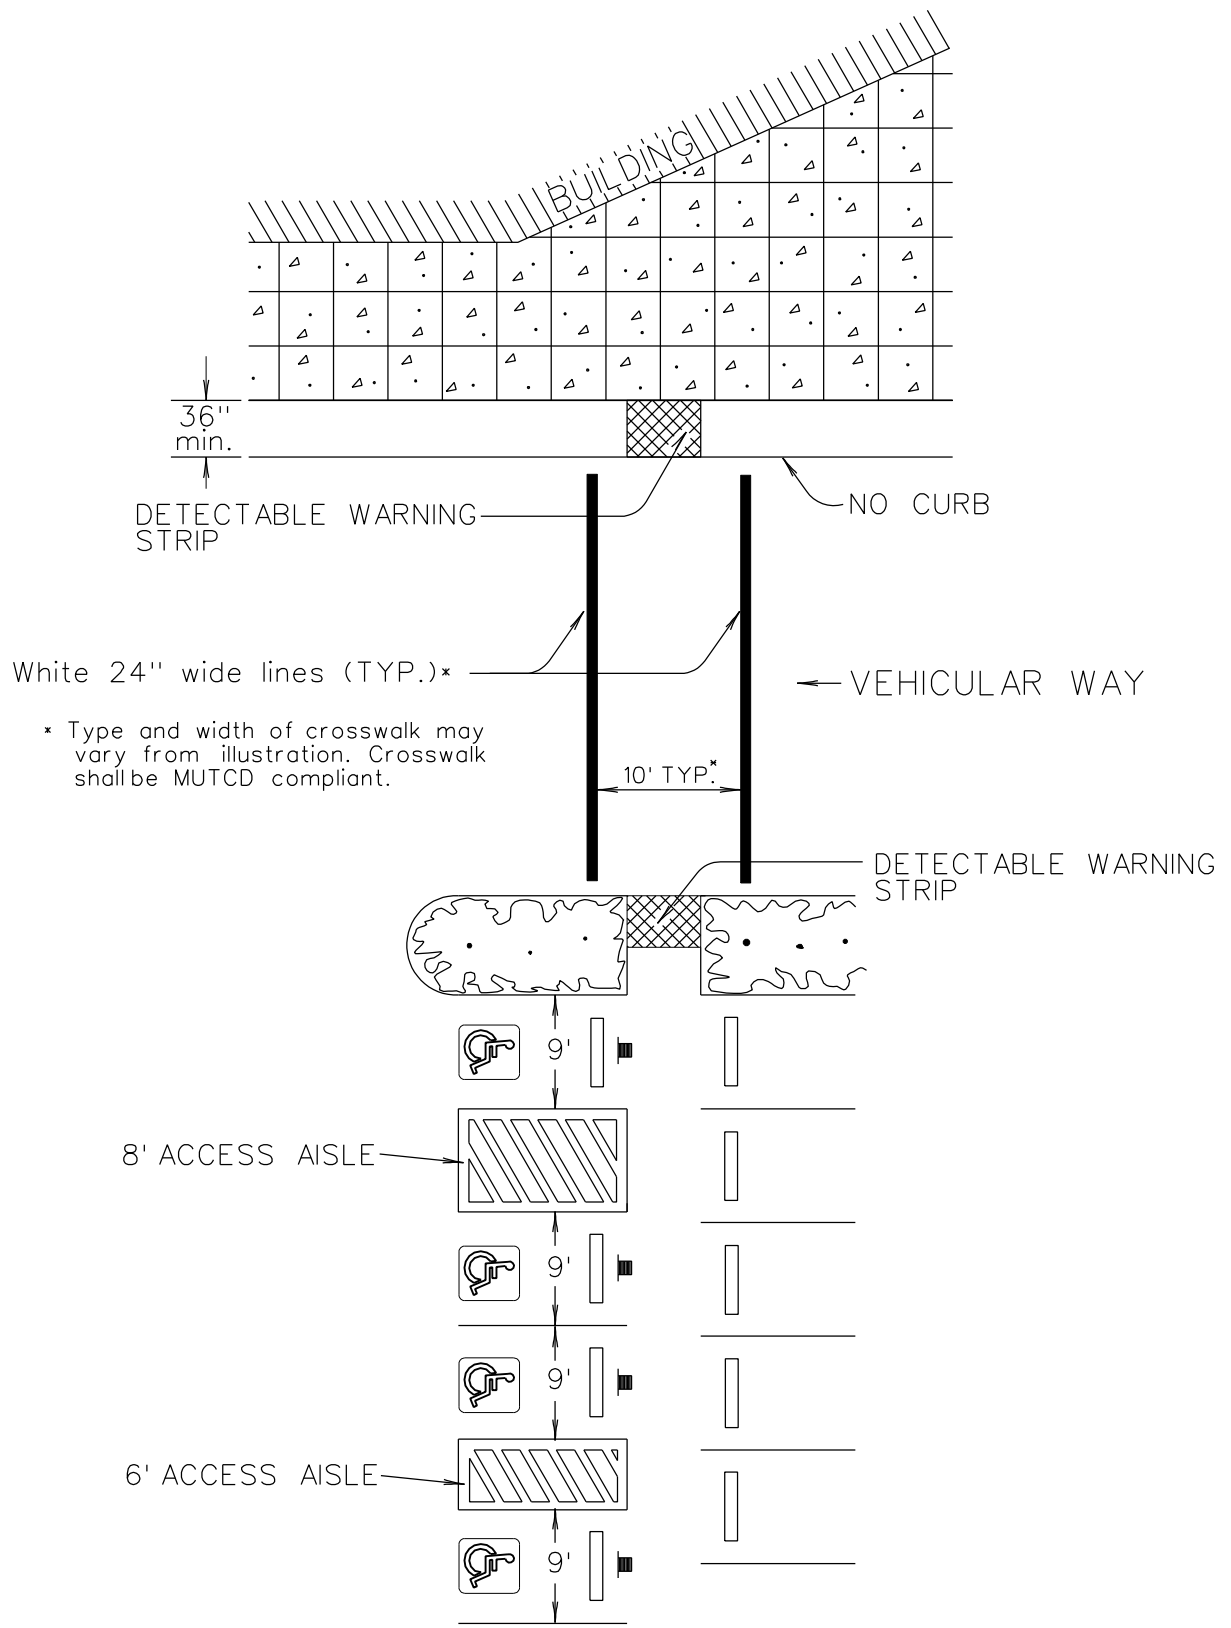 BUILDING
36"
min.
DETECTABLE WARNING
STRIP
NO CURB
White 24" wide lines (TYP.)*
VEHICULAR WAY
* Type and width of crosswalk may
vary from illustration. Crosswalk
shall be MUTCD compliant.
10' TYP.*
DETECTABLE WARNING
STRIP
9'
8' ACCESS AISLE
9'
9'
6' ACCESS AISLE
9'